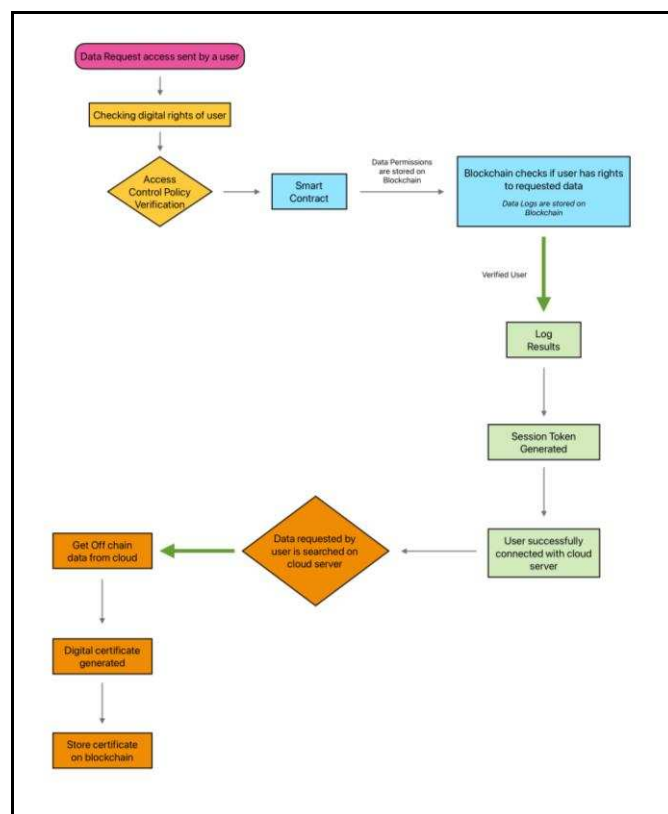 Data Request access sent by a user
Checking digital rights of user
Access
Control Policy
Verification
Smart
Contract
Data Permissions
are stored on
Blockchain
Blockchain checks if user has rights
to requested data
Data Logs are stored on
Blockchain
Verified User
Log
Results
Session Token
Generated
User successfully
connected with cloud
server
Data requested by
user is searched on
cloud server
Get Off chain
data from cloud
Digital certificate
generated
Store certificate
on blockchain